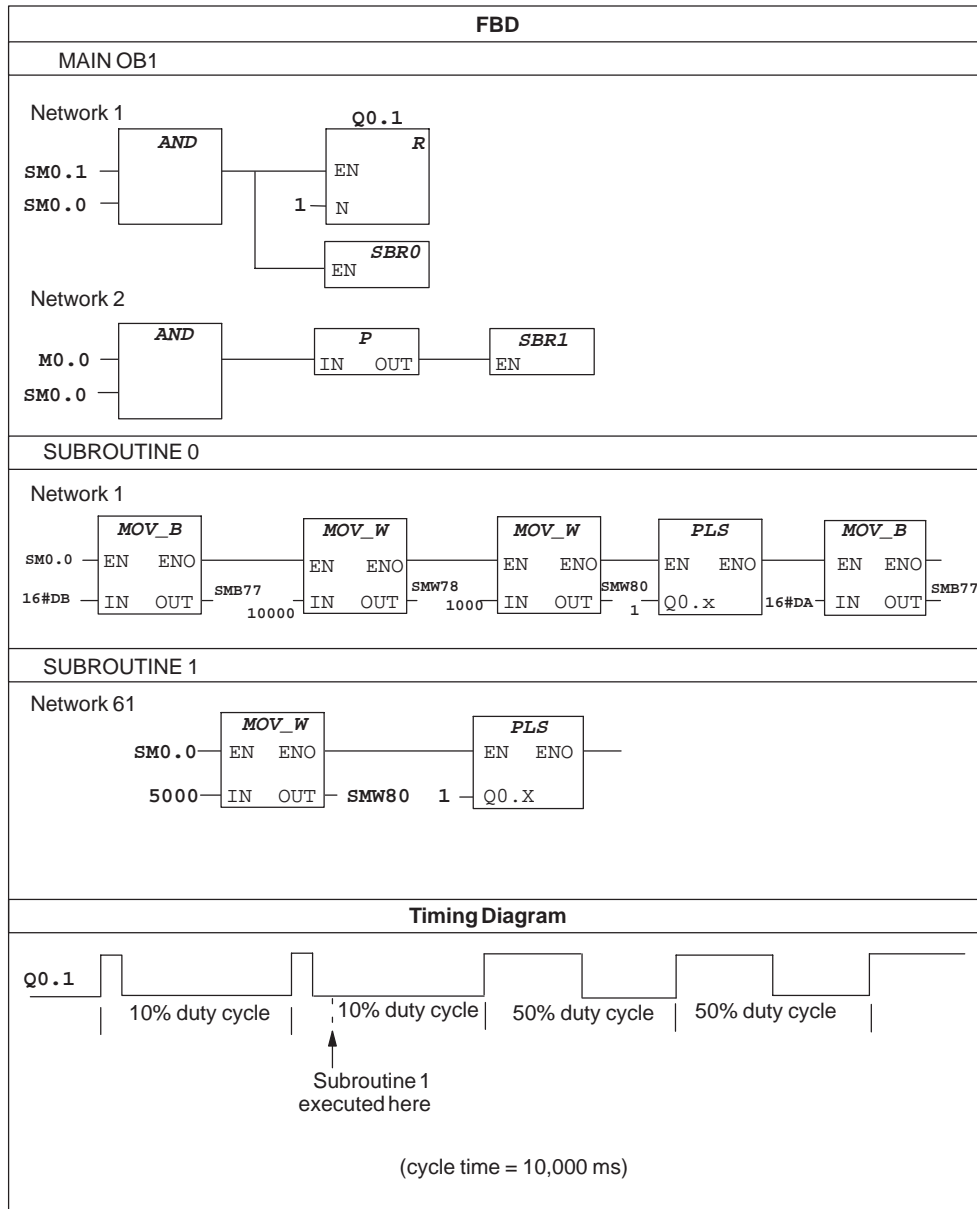 FBD
MAIN OB1
Network 1
Q0.1
AND
R
SM0.1
EN
SM0.0
1
N
SBR0
EN
Network 2
AND
P
SBR1
M0.0
IN OUT
EN
SM0.0
SUBROUTINE 0
Network 1
MOV_B
MOV_W
MOV_W
PLS
MOV_B
SM0.0
EN ENO
EN ENO
EN ENO
EN ENO
EN ENO
16#DB
IN OUT
SMB77
10000
IN OUT
SMW78
1000
IN OUT
SMW80
1
Q0.x
16#DA
IN OUT
SMB77
SUBROUTINE 1
Network 61
MOV_W
PLS
SM0.0
EN ENO
EN ENO
5000
IN OUT
SMW80
1
Q0.X
Timing Diagram
Q0.1
10% duty cycle
10% duty cycle
50% duty cycle
50% duty cycle
Subroutine 1
executed here
(cycle time = 10,000 ms)